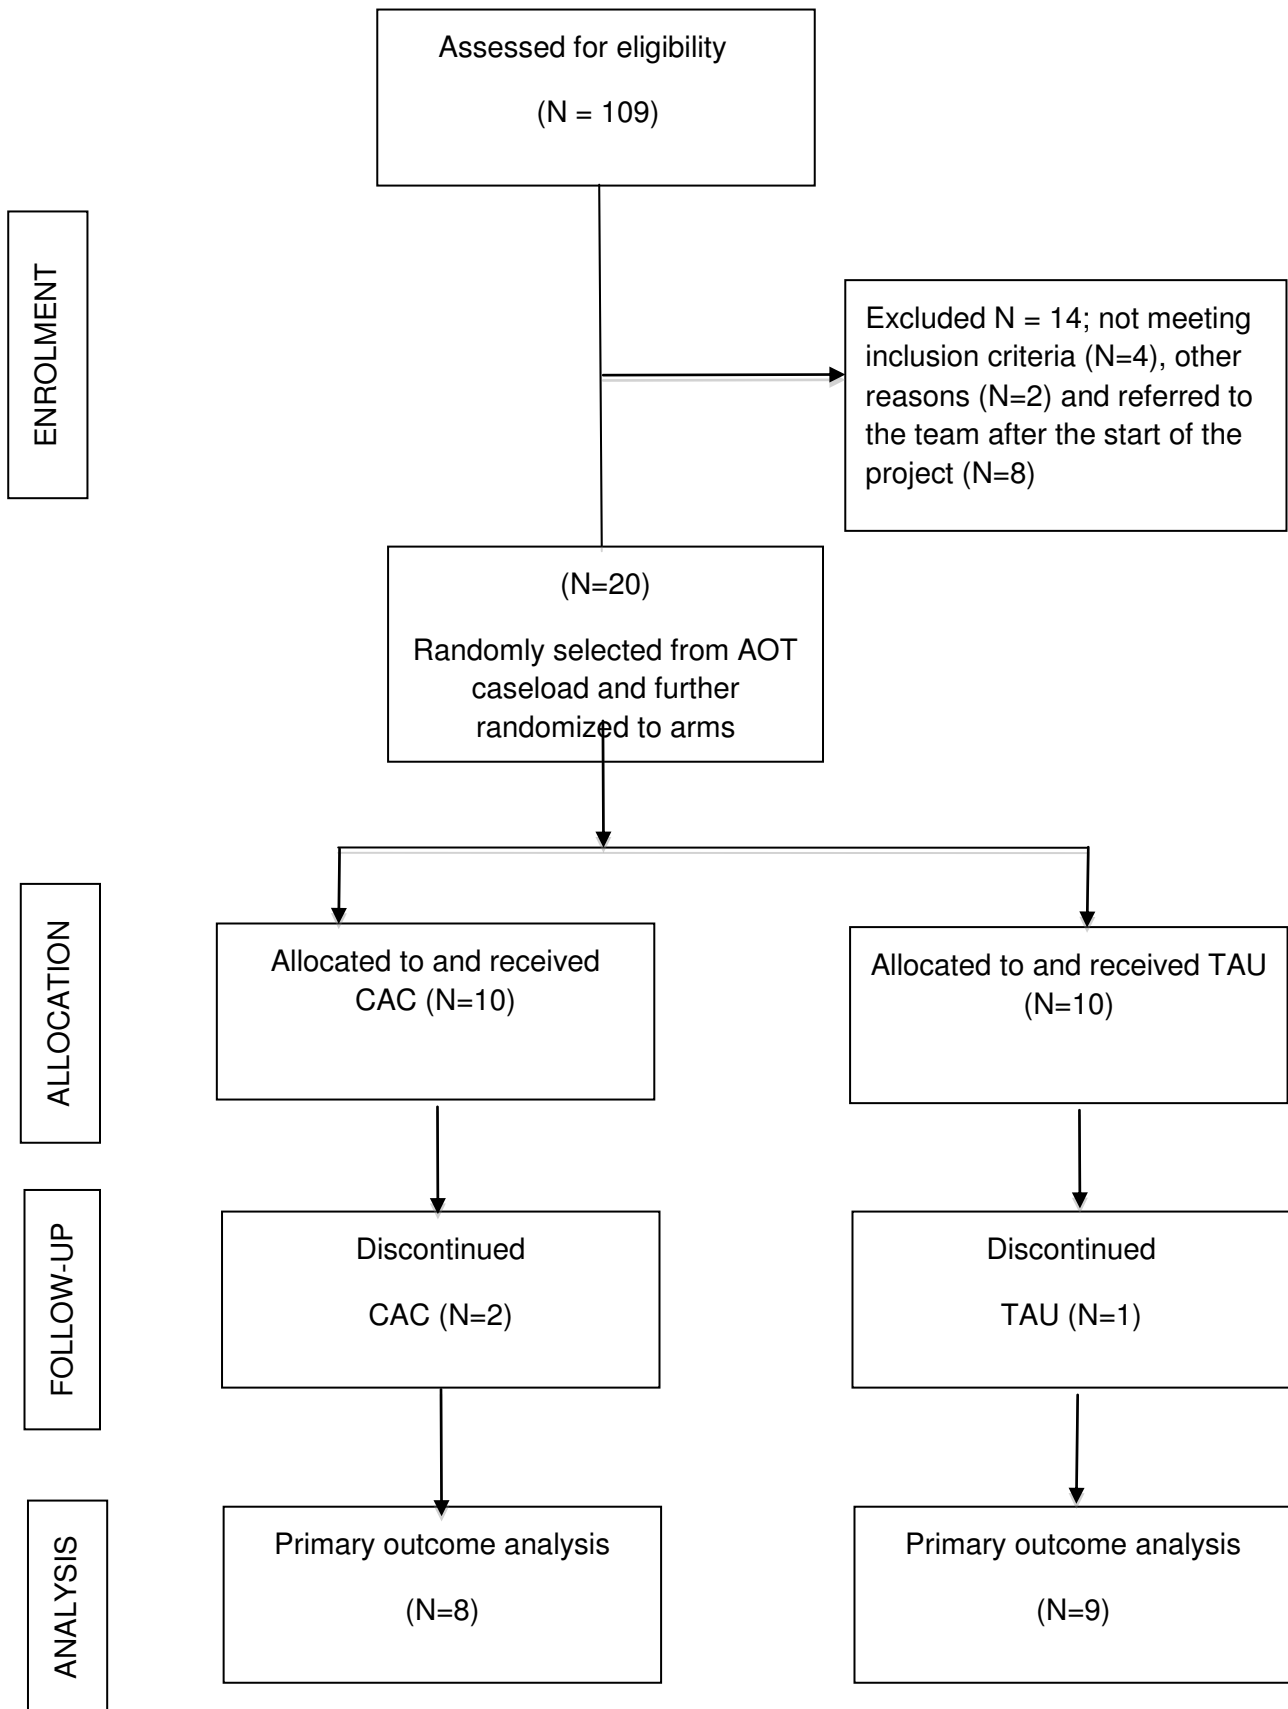 Assessed for eligibility
(N = 109)
ENROLMENT
Excluded N = 14; not meeting
inclusion criteria (N=4), other
reasons (N=2) and referred to
the team after the start of the
project (N=8)
(N=20)
Randomly selected from AOT
caseload and further
randomized to arms
ALLOCATION
Allocated to and received
CAC (N=10)
Allocated to and received TAU
(N=10)
FOLLOW-UP
Discontinued
CAC (N=2)
Discontinued
TAU (N=1)
ANALYSIS
Primary outcome analysis
(N=8)
Primary outcome analysis
(N=9)